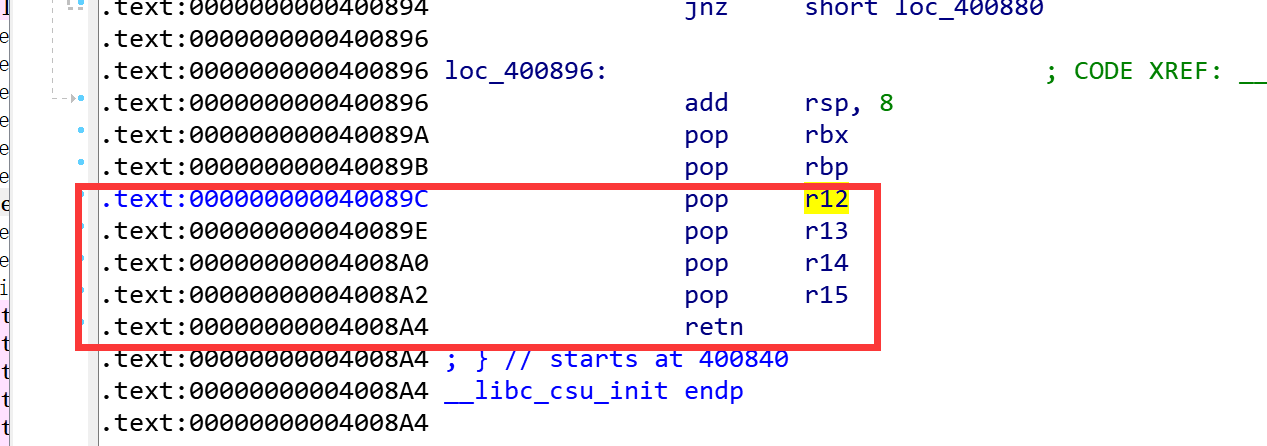 .text:0000000000400894 jnz short loc_400880
.text:0000000000400896
.text:0000000000400896 loc_400896: ; CODE XREF: __
.text:0000000000400896 add rsp, 8
.text:000000000040089A pop rbx
.text:000000000040089B pop rbp
.text:000000000040089C pop r12
.text:000000000040089E pop r13
.text:00000000004008A0 pop r14
.text:00000000004008A2 pop r15
.text:00000000004008A4 retn
.text:00000000004008A4 ; } // starts at 400840
.text:00000000004008A4 __libc_csu_init endp
.text:00000000004008A4